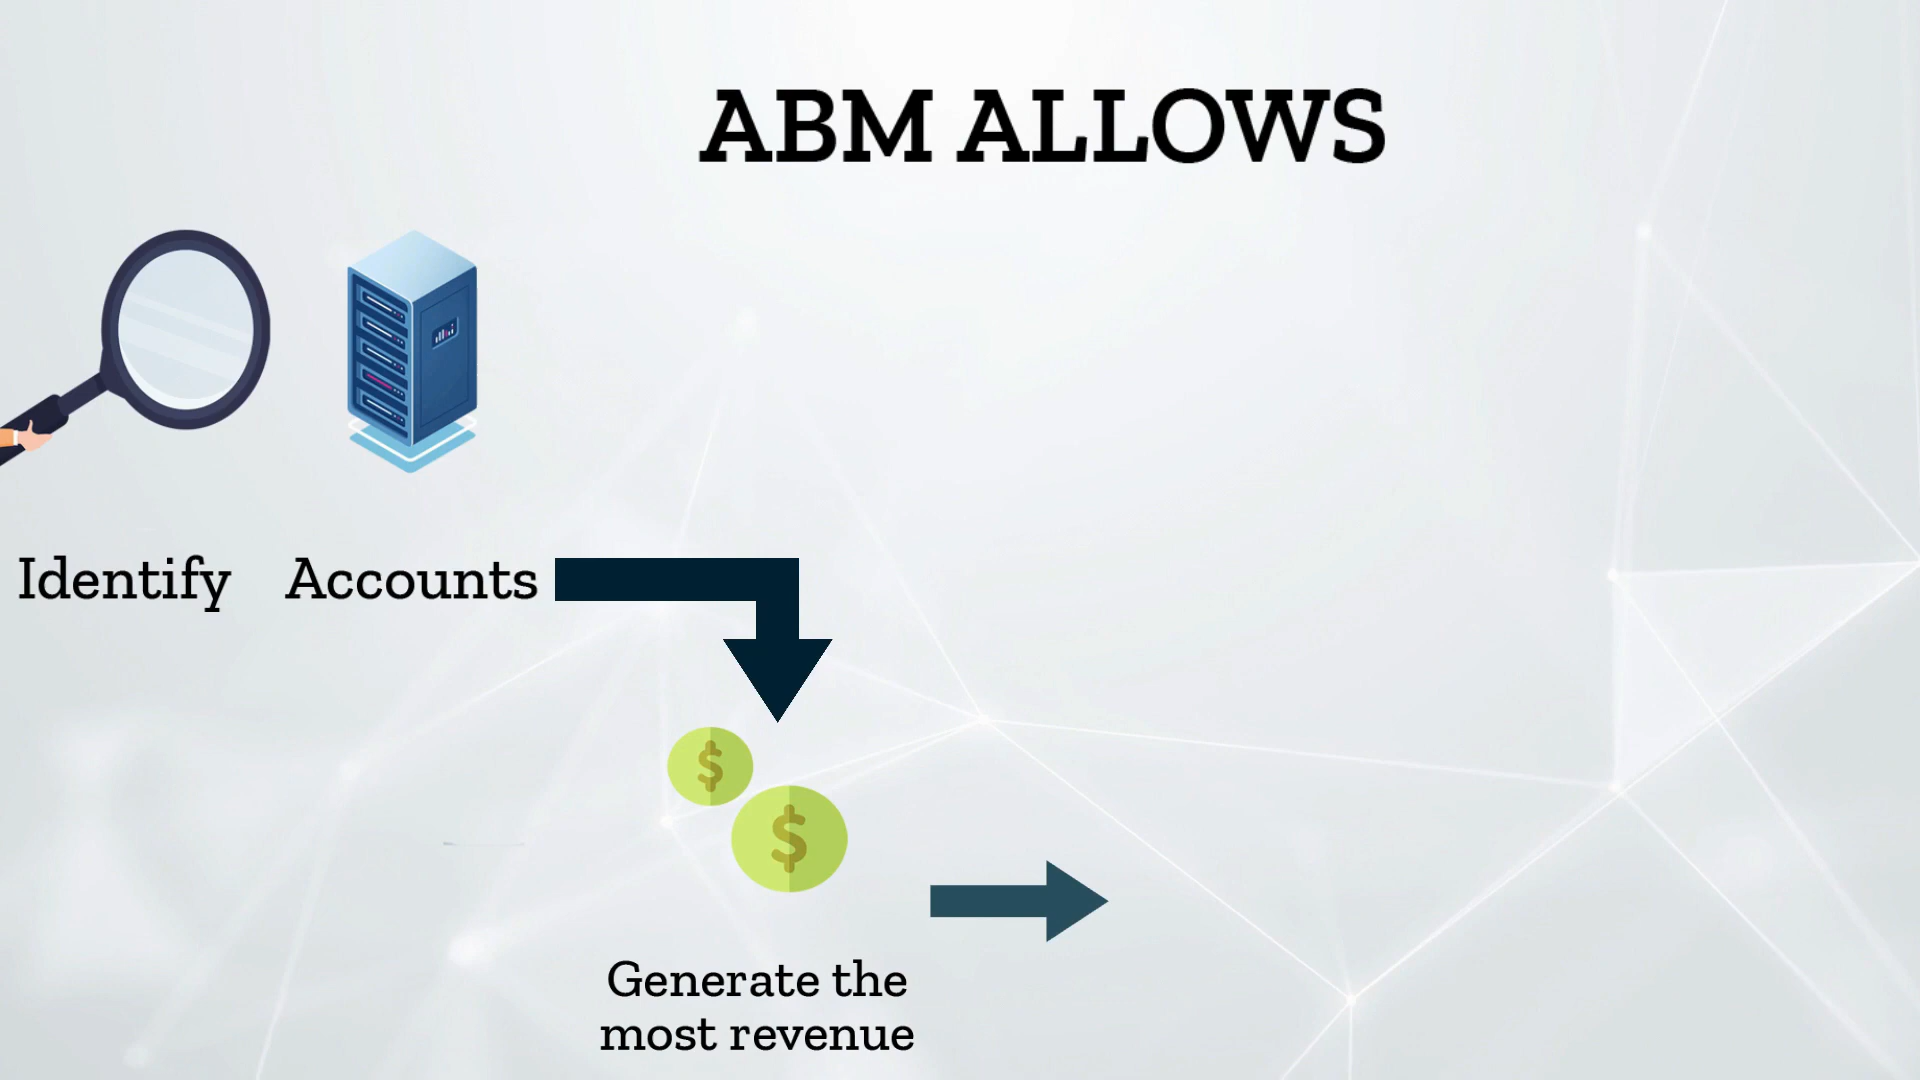 ABM ALLOWS
Identify
Accounts
$
$
Generate the
most revenue